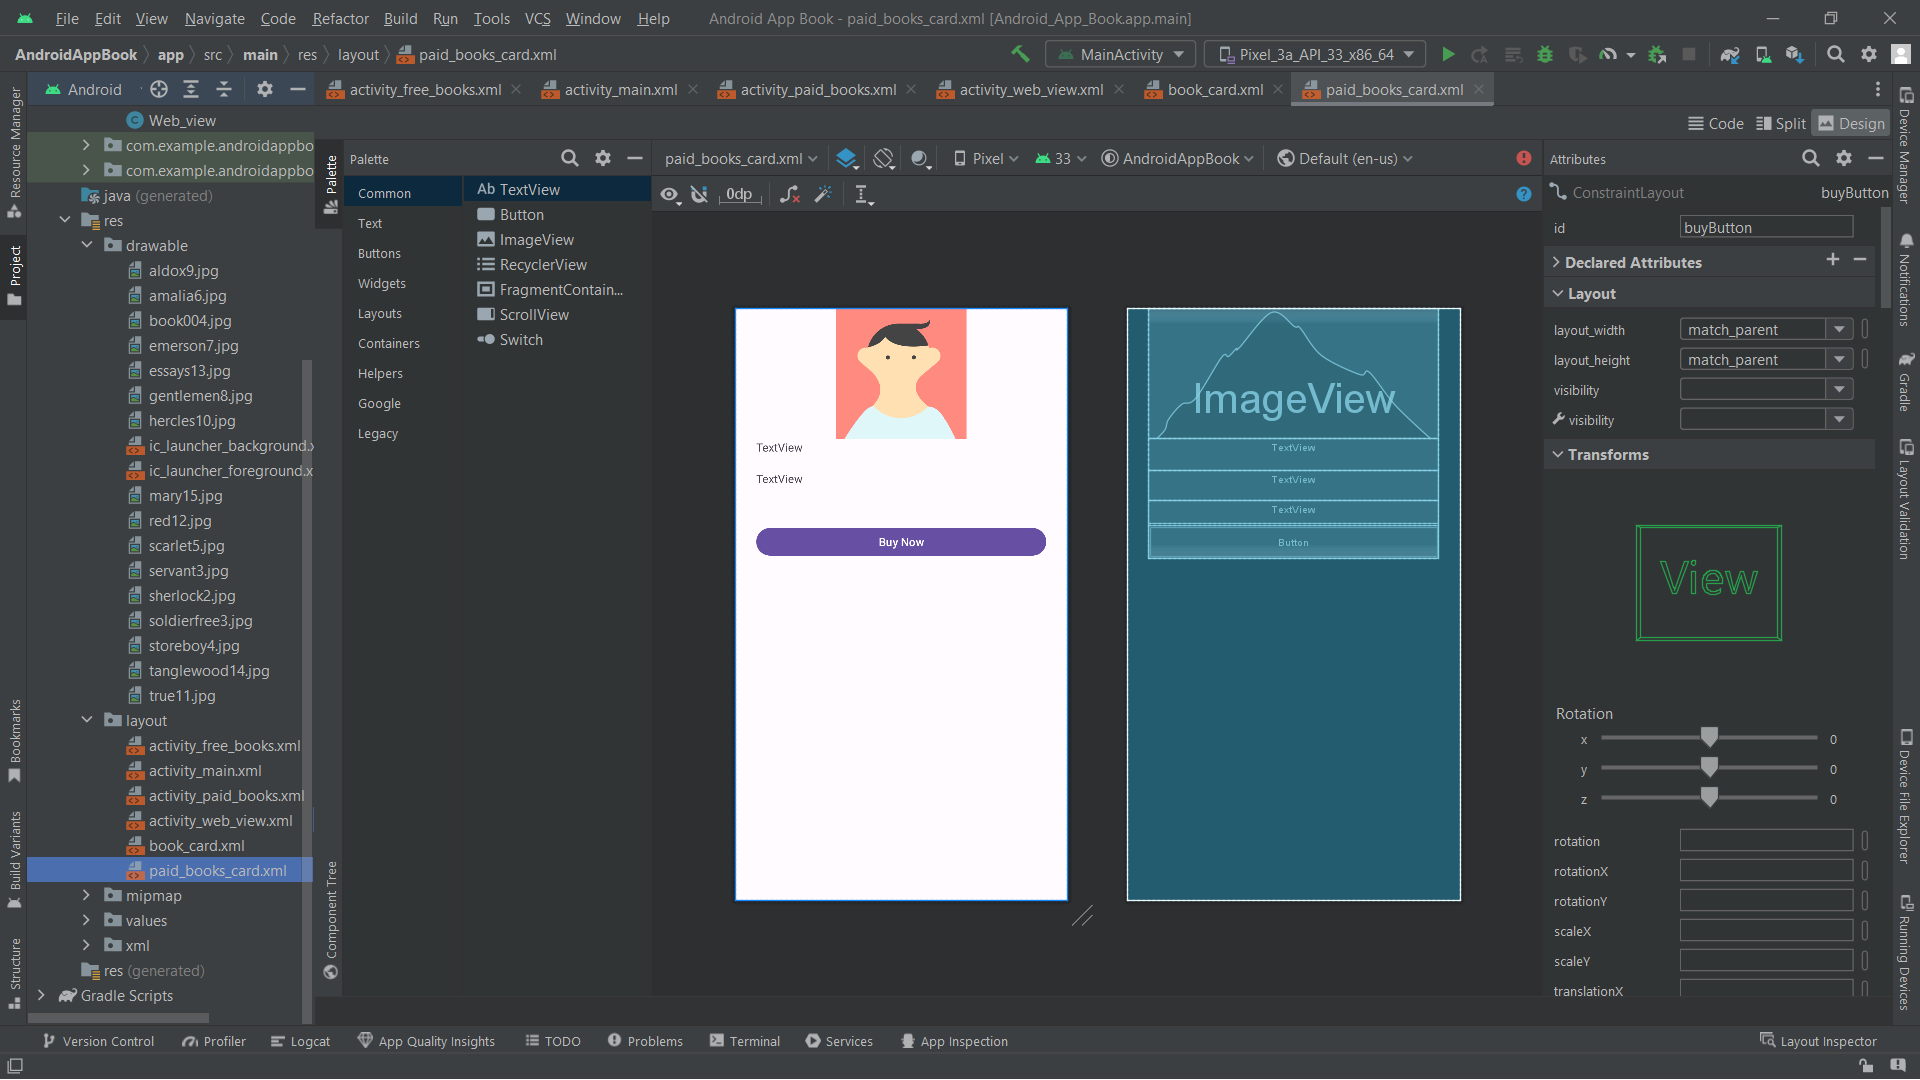 File Edit View Navigate Code Refactor Build Run Tools VCS Window Help Android App Book - paid_books_card.xml [Android_App_Book.app.main]
AndroidAppBook app src main res layout paid_books_card.xml MainActivity Pixel_3a_API_33_x86_64
Android activity_free_books.xml activity_main.xml activity_paid_books.xml activity_web_view.xml book_card.xml paid_books_card.xml
Code Split Design
Resource Manager
Project
Bookmarks
Build Variants
Structure
Web_view
com.example.androidappbo
com.example.androidappbo
java (generated)
res
drawable
aldox9.jpg
amalia6.jpg
book004.jpg
emerson7.jpg
essays13.jpg
gentlemen8.jpg
hercles10.jpg
ic_launcher_background.x
ic_launcher_foreground.x
mary15.jpg
red12.jpg
scarlet5.jpg
servant3.jpg
sherlock2.jpg
soldierfree3.jpg
storeboy4.jpg
tanglewood14.jpg
true11.jpg
layout
activity_free_books.xml
activity_main.xml
activity_paid_books.xml
activity_web_view.xml
book_card.xml
paid_books_card.xml
mipmap
values
xml
res (generated)
Gradle Scripts
Palette
Component Tree
Palette
Common
Text
Buttons
Widgets
Layouts
Containers
Helpers
Google
Legacy
Ab TextView
Button
ImageView
RecyclerView
FragmentContain...
ScrollView
Switch
paid_books_card.xml Pixel 33 AndroidAppBook Default (en-us)
0dp
TextView
TextView
Buy Now
ImageView
TextView
TextView
TextView
Button
Attributes
ConstraintLayout buyButton
id buyButton
Declared Attributes
Layout
layout_width match_parent
layout_height match_parent
visibility
visibility
Transforms
View
Rotation
x 0
y 0
z 0
rotation
rotationX
rotationY
scaleX
scaleY
translationX
Device Manager
Notifications
Gradle
Layout Validation
Device File Explorer
Running Devices
Version Control Profiler Logcat App Quality Insights TODO Problems Terminal Services App Inspection Layout Inspector